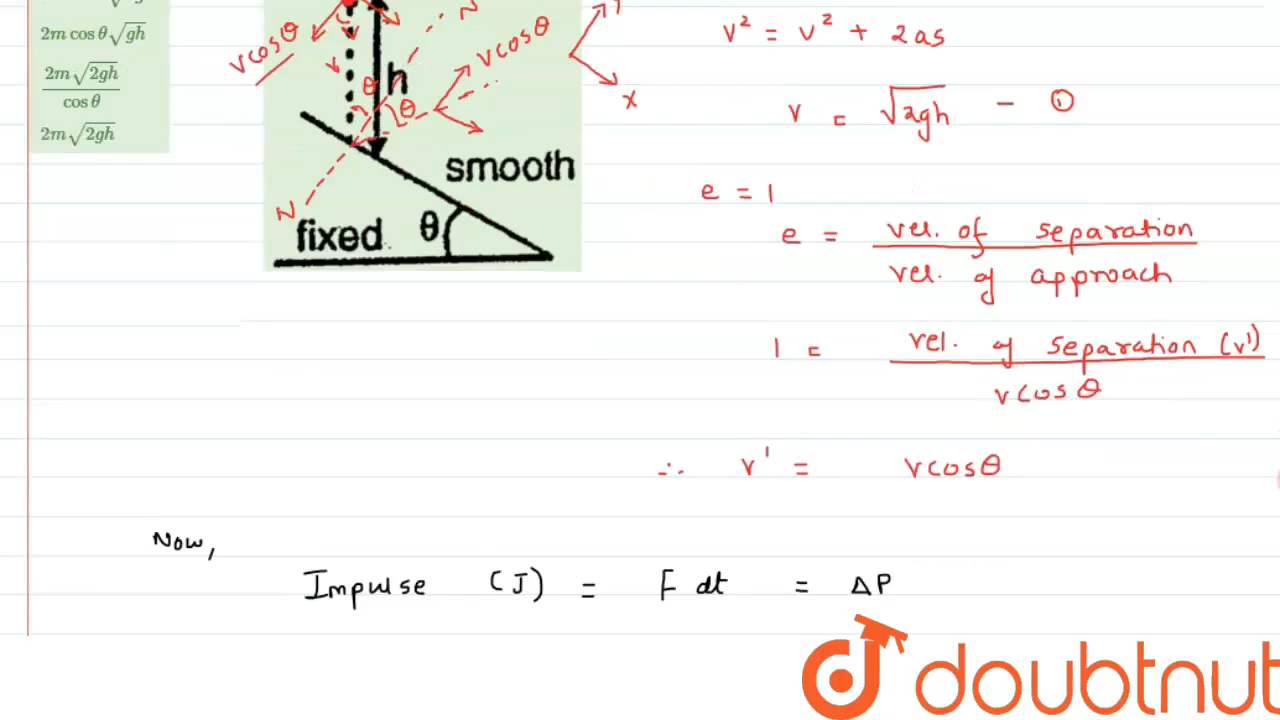 2m cos θ √gh
2m√2gh / cos θ
2m√2gh
v cos θ
N
v
θ
θ
h
v cos θ
x
N
smooth
fixed
θ
v² = v² + 2as
v = √2gh - ①
e = 1
e = vel. of separation / vel. of approach
1 = vel. of separation (v') / v cos θ
∴ v' = v cos θ
Now,
Impulse (J) = F dt = ΔP
doubtnut